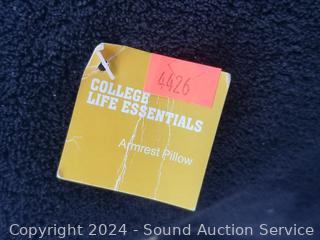 4426
COLLEGE
LIFE ESSENTIALS
Armrest Pillow
Copyright 2024 - Sound Auction Service